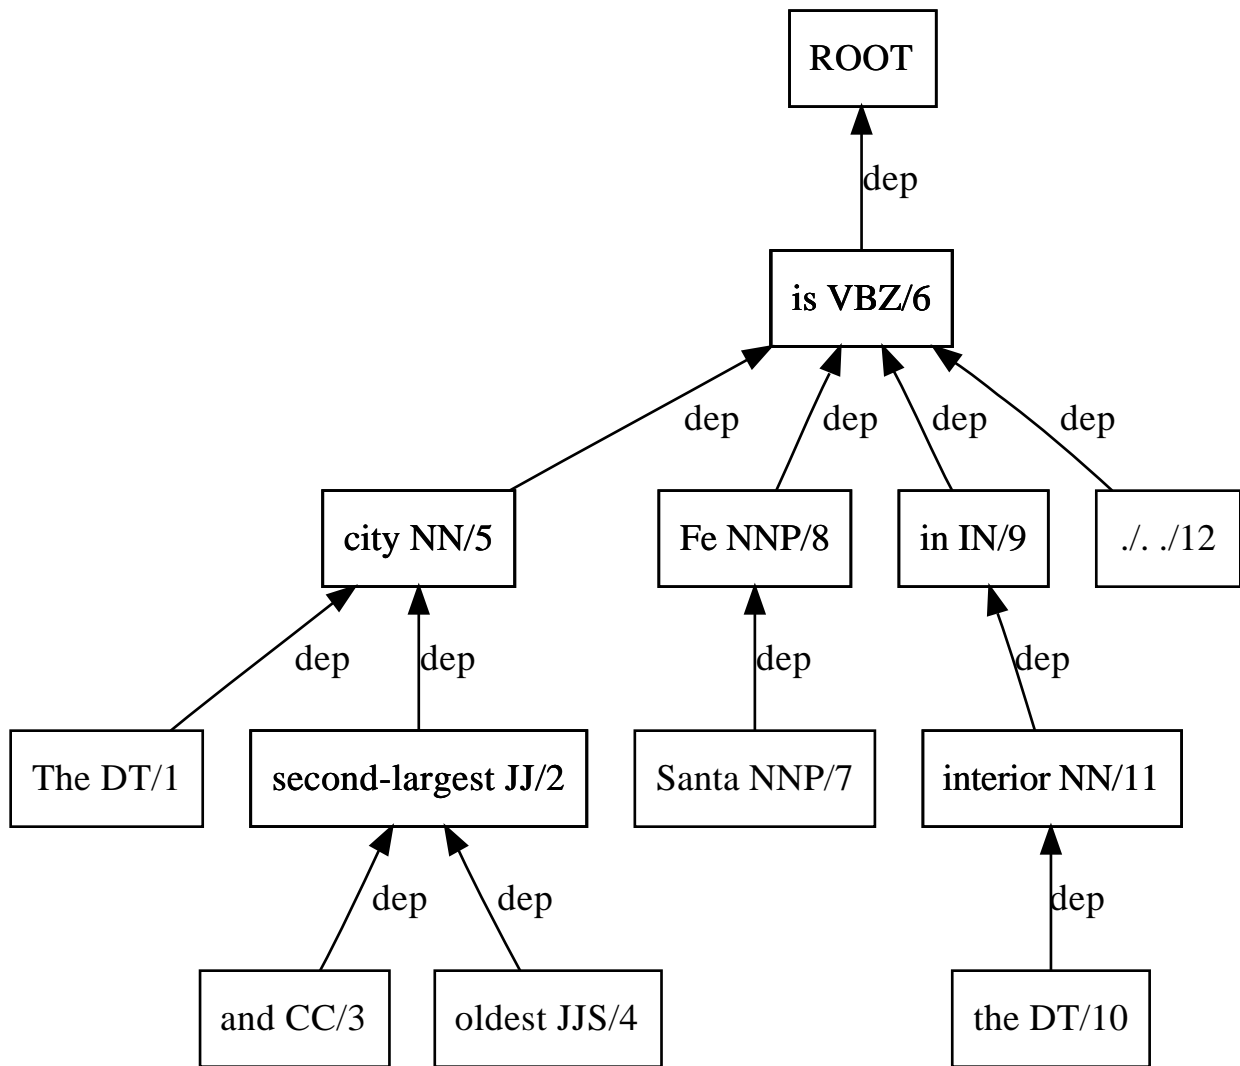 ROOT
dep
is VBZ/6
dep dep dep dep
city NN/5 Fe NNP/8 in IN/9 ./. ./12
dep dep dep dep
The DT/1 second-largest JJ/2 Santa NNP/7 interior NN/11
dep dep dep
and CC/3 oldest JJS/4 the DT/10